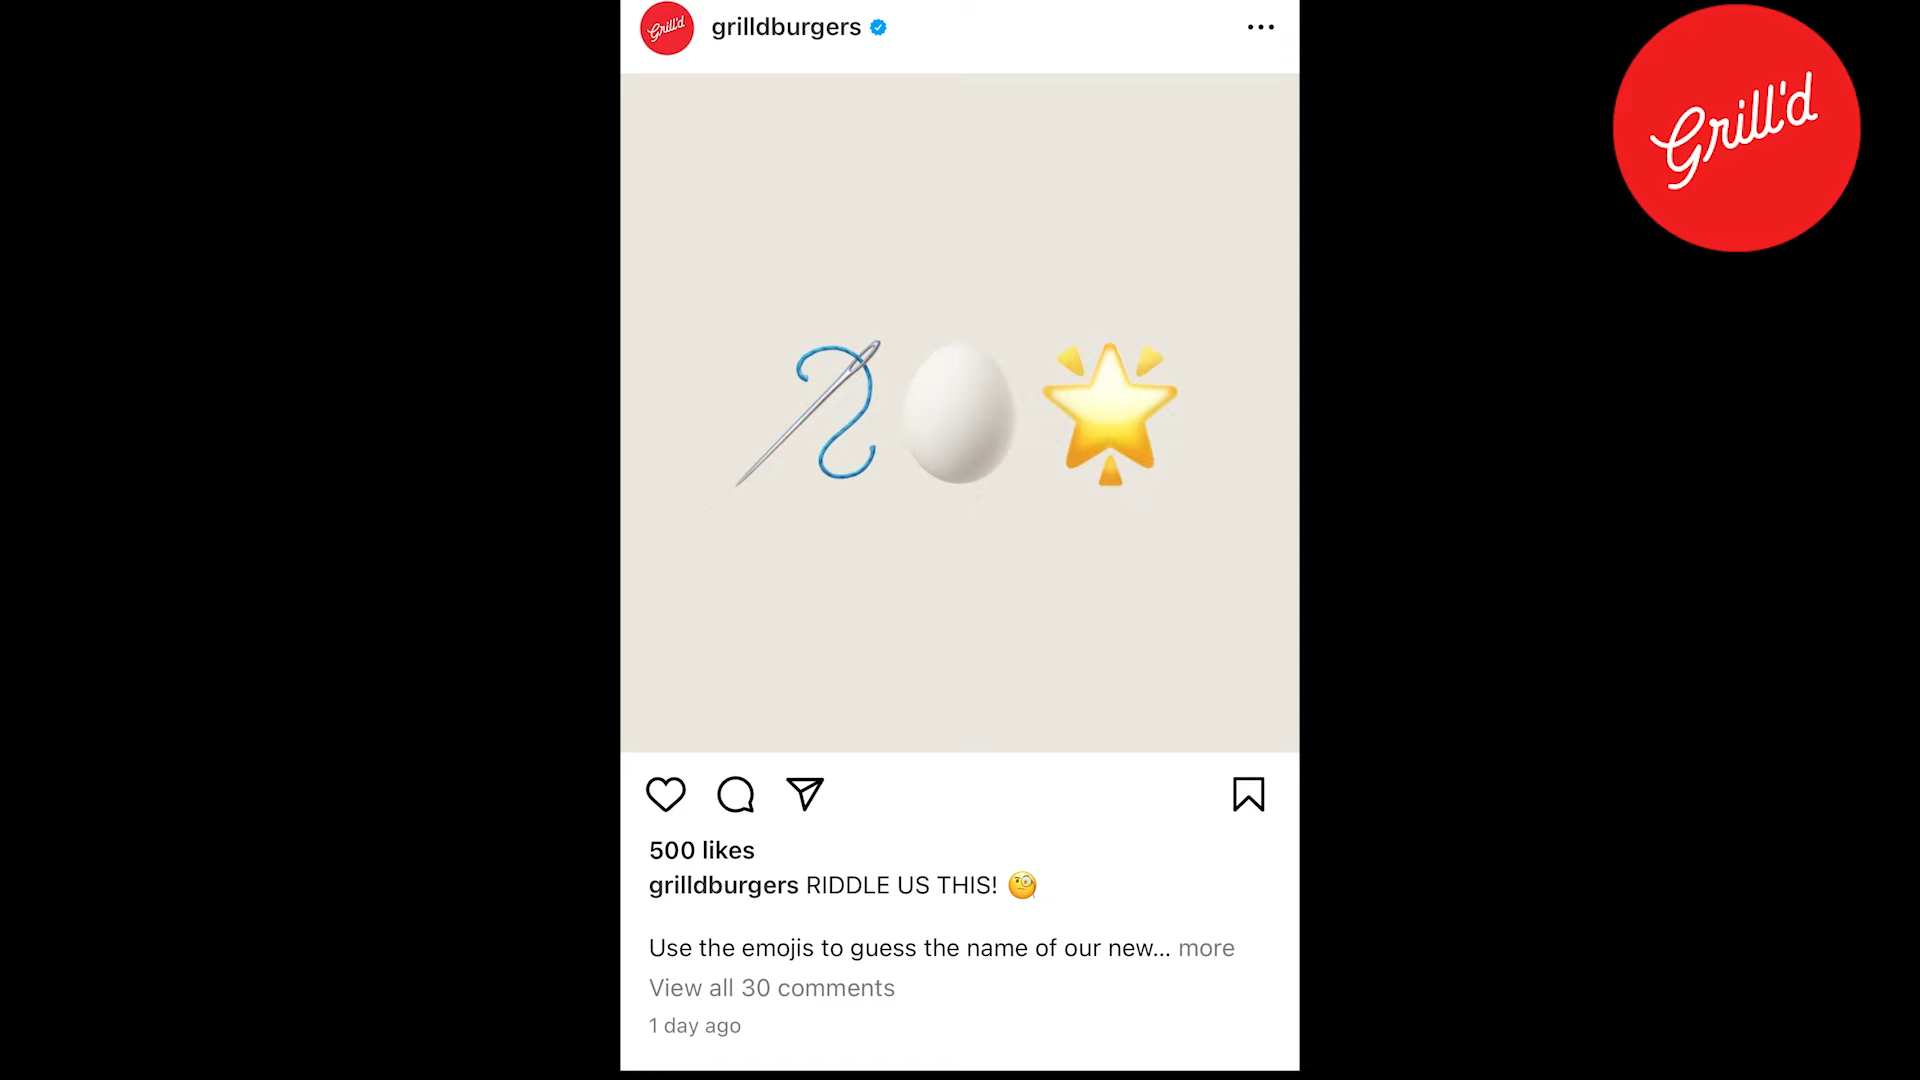 Grill'd
grilldburgers
Grill'd
500 likes
grilldburgers RIDDLE US THIS! 🧐
Use the emojis to guess the name of our new... more
View all 30 comments
1 day ago